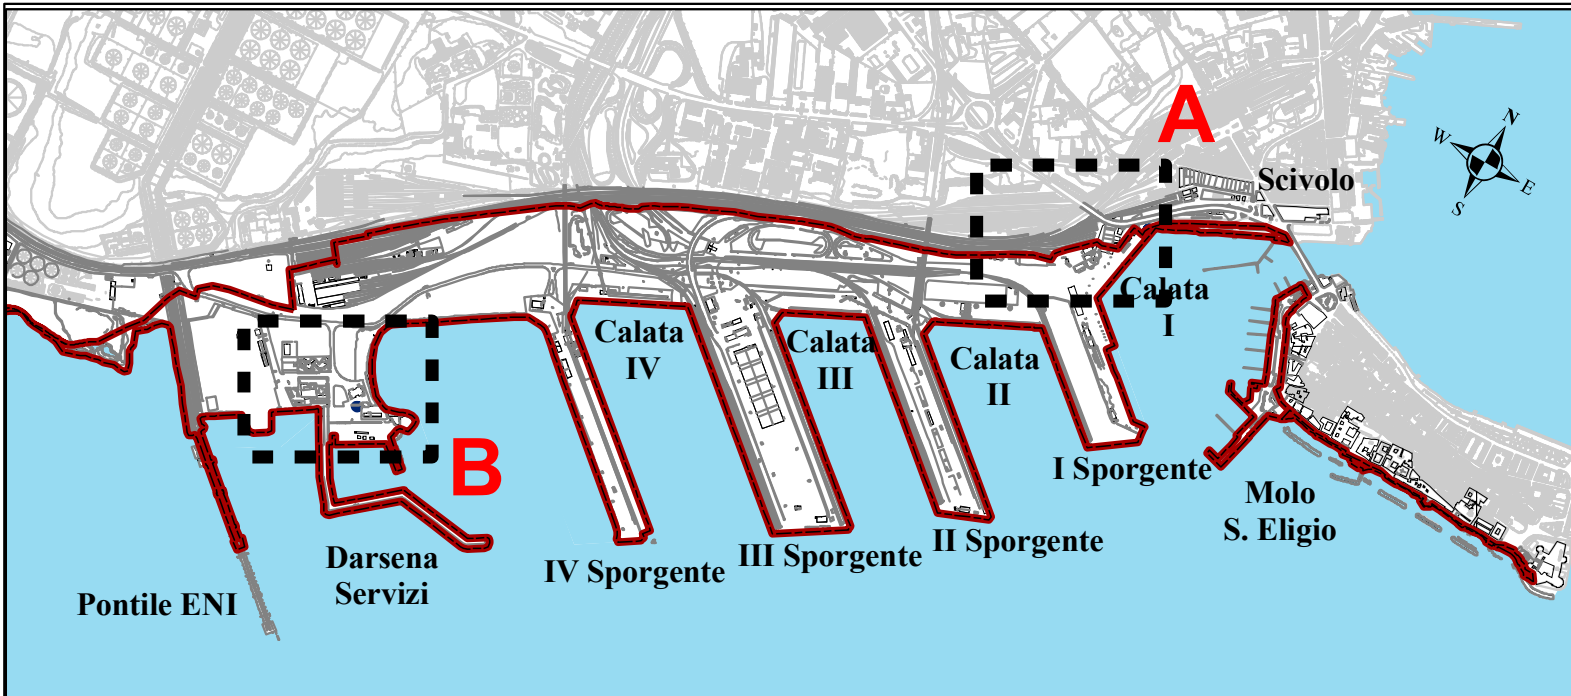 A
N
W
E
S
Scivolo
Calata
I
Calata
IV
Calata
III
Calata
II
B
I Sporgente
Molo
S. Eligio
II Sporgente
III Sporgente
IV Sporgente
Darsena
Servizi
Pontile ENI